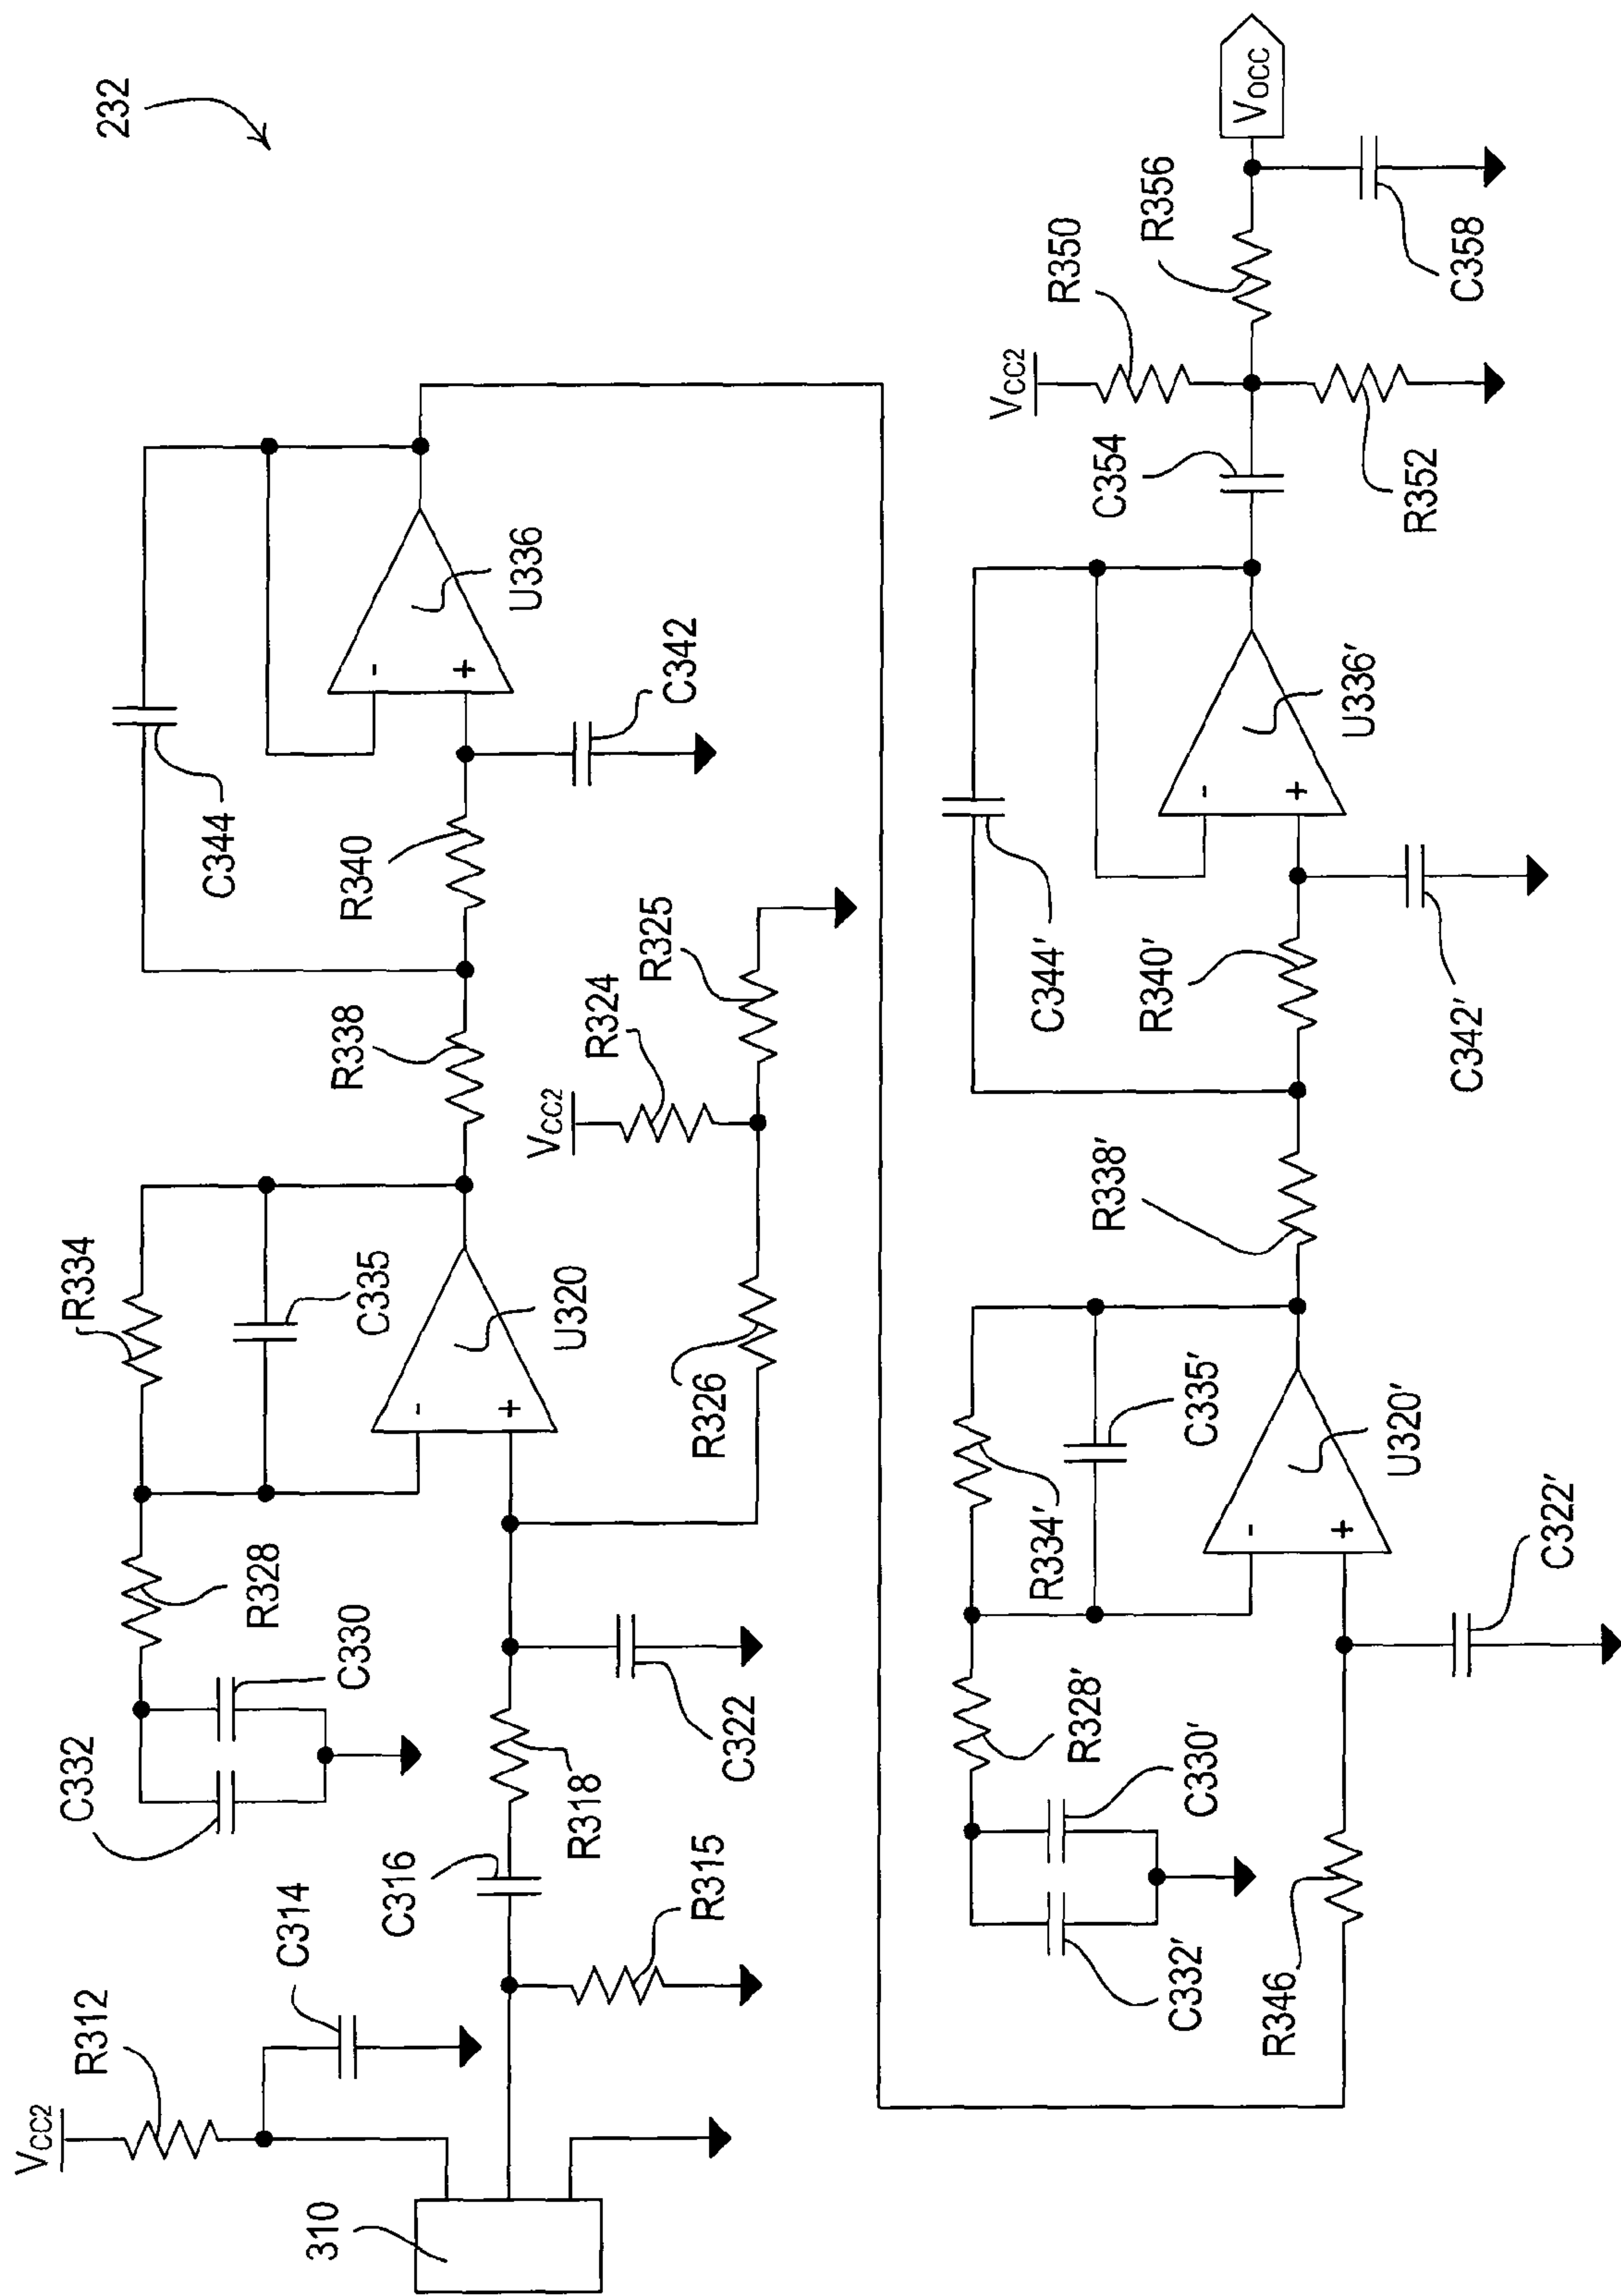 232
VCC2
R312
C314
310
R315
C316
R318
C322
C332
C330
R328
R334
C335
-
+
U320
R326
VCC2
R324
R325
R338
R340
C344
-
+
U336
C342
R346
C332′
C330′
R328′
R334′
C335′
-
+
U320′
C322′
R338′
R340′
C344′
-
+
U336′
C342′
C354
VCC2
R350
R352
R356
C358
VOCC